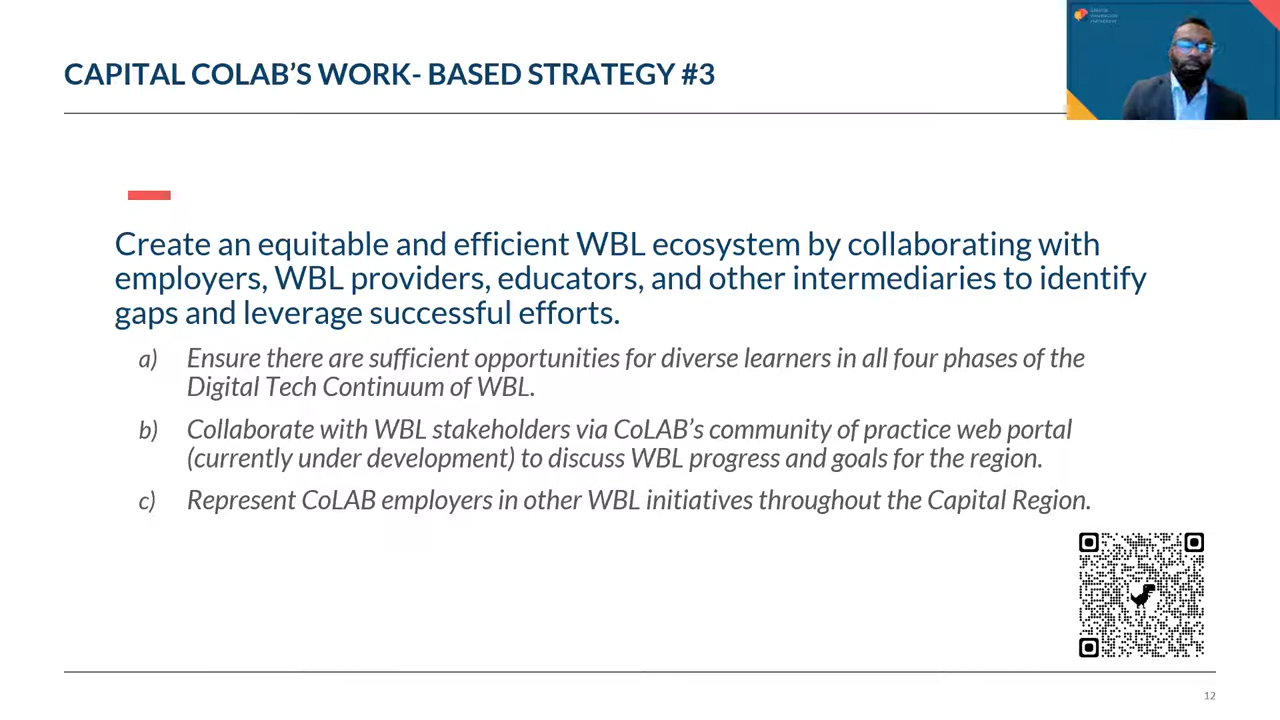 CAPITAL COLAB'S WORK- BASED STRATEGY #3
GREATER
WASHINGTON
PARTNERSHIP
Create an equitable and efficient WBL ecosystem by collaborating with
employers, WBL providers, educators, and other intermediaries to identify
gaps and leverage successful efforts.
a) Ensure there are sufficient opportunities for diverse learners in all four phases of the
Digital Tech Continuum of WBL.
b) Collaborate with WBL stakeholders via CoLAB's community of practice web portal
(currently under development) to discuss WBL progress and goals for the region.
c) Represent CoLAB employers in other WBL initiatives throughout the Capital Region.
12